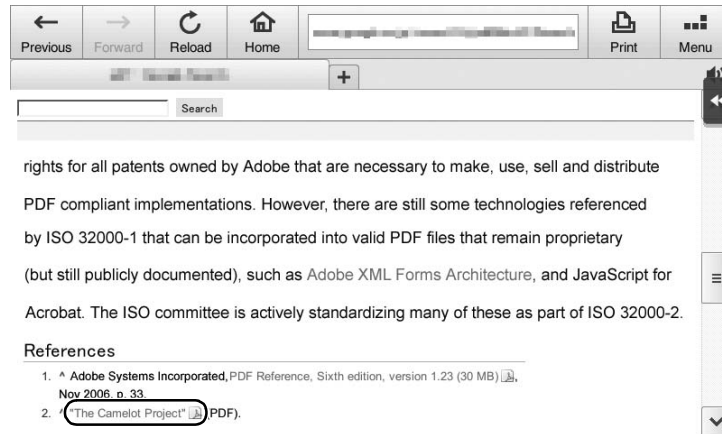 Previous Forward Reload Home Print Menu
+
Search
rights for all patents owned by Adobe that are necessary to make, use, sell and distribute
PDF compliant implementations. However, there are still some technologies referenced
by ISO 32000-1 that can be incorporated into valid PDF files that remain proprietary
(but still publicly documented), such as Adobe XML Forms Architecture, and JavaScript for
Acrobat. The ISO committee is actively standardizing many of these as part of ISO 32000-2.
References
1. ^ Adobe Systems Incorporated, PDF Reference, Sixth edition, version 1.23 (30 MB) ,
Nov 2006. p. 33.
2. ^ "The Camelot Project" PDF).